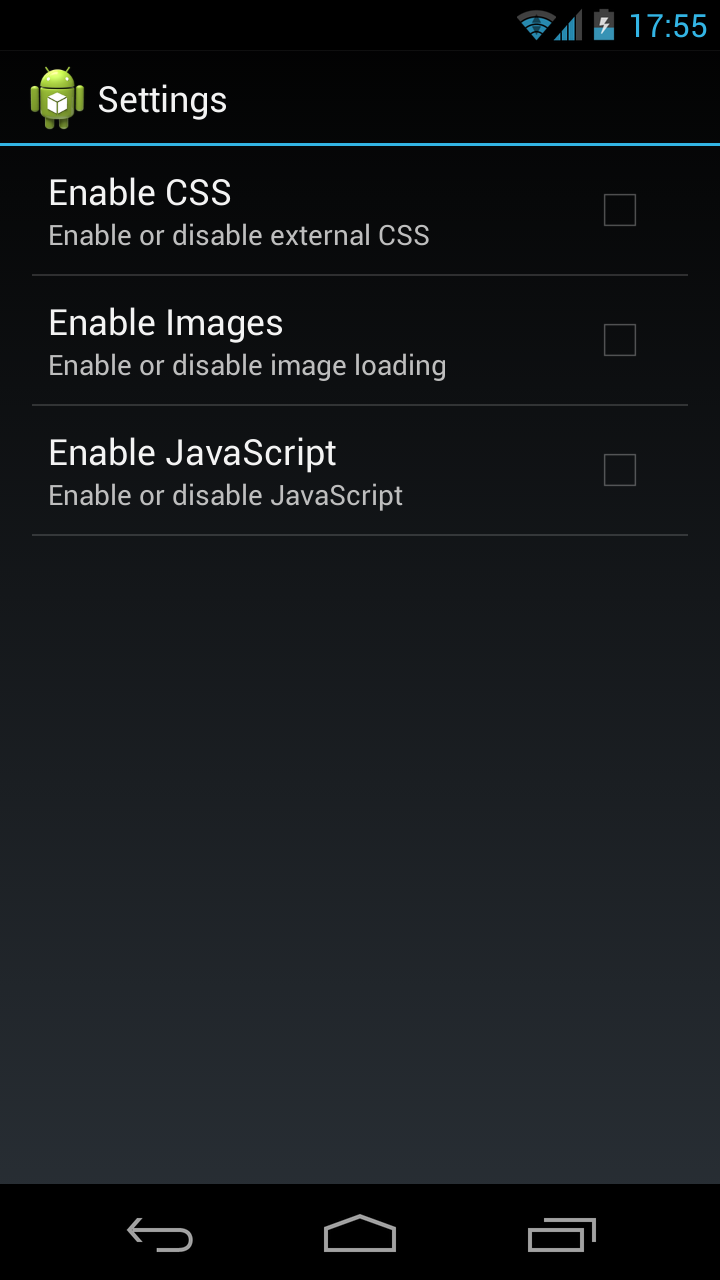 17:55
Settings
Enable CSS
Enable or disable external CSS
Enable Images
Enable or disable image loading
Enable JavaScript
Enable or disable JavaScript